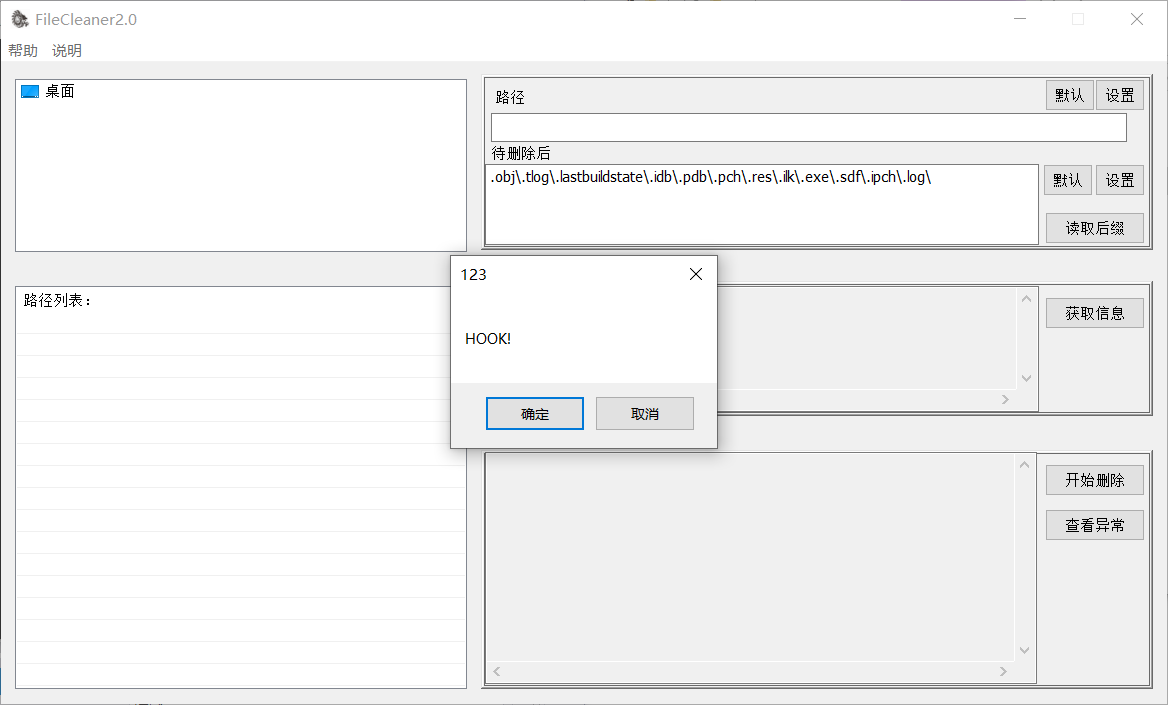 FileCleaner2.0
帮助 说明
桌面
路径
默认 设置
待删除后
.obj\.tlog\.lastbuildstate\.idb\.pdb\.pch\.res\.ilk\.exe\.sdf\.ipch\.log\
默认 设置
读取后缀
123
HOOK!
确定 取消
路径列表：
获取信息
开始删除
查看异常